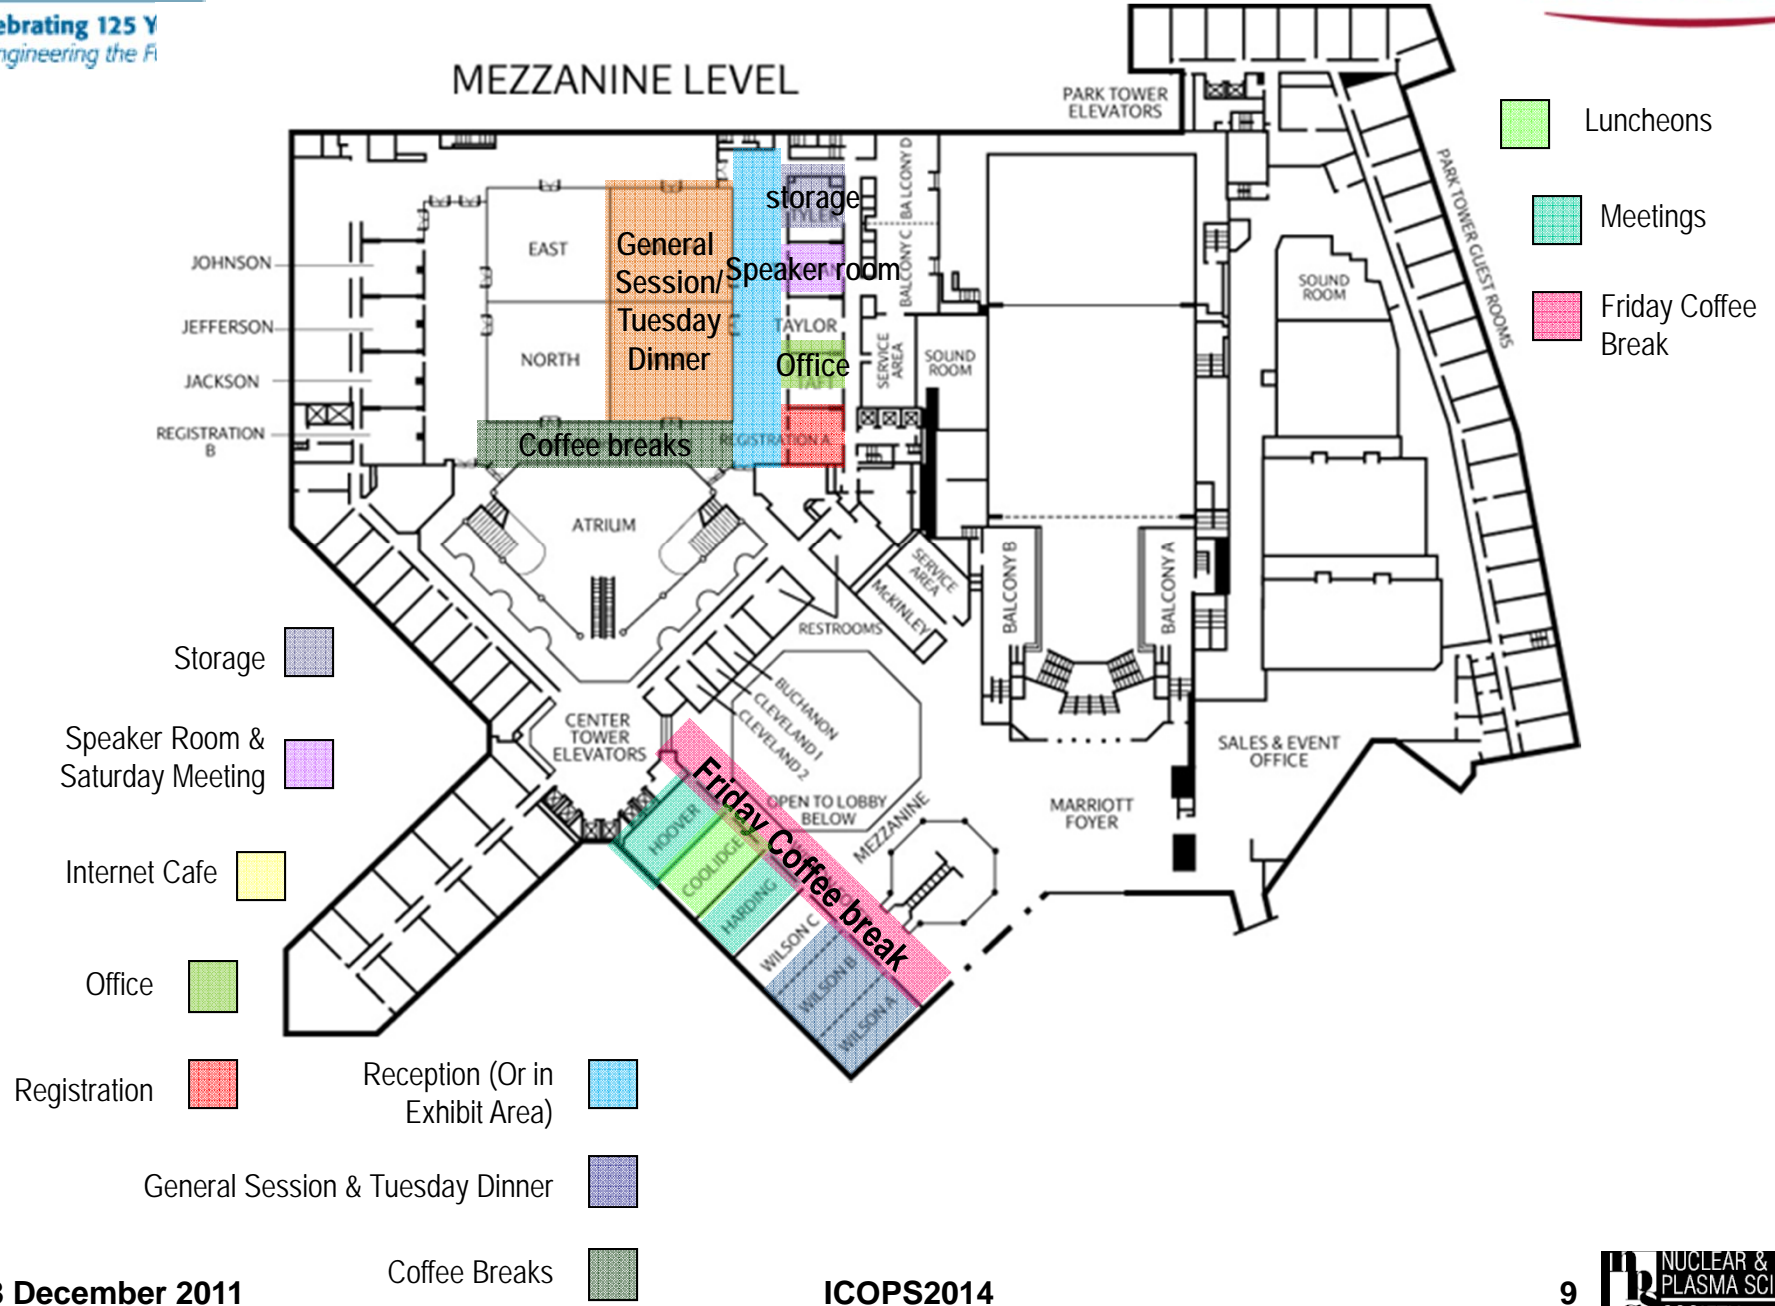 ebrating 125 Y
ngineering the F
MEZZANINE LEVEL
PARK TOWER
ELEVATORS
Luncheons
Meetings
Friday Coffee
Break
PARK TOWER GUEST ROOMS
BALCONY D
BALCONY C
storage
TYLER
EAST
General
Session/
Tuesday
Dinner
Speaker room
JOHNSON
JEFFERSON
JACKSON
REGISTRATION
B
NORTH
TAYLOR
Office
TAFT
SERVICE
AREA
SOUND
ROOM
SOUND
ROOM
Coffee breaks
REGISTRATION A
ATRIUM
SERVICE
AREA
McKINLEY
RESTROOMS
BALCONY B
BALCONY A
BUCHANON
CLEVELAND 1
CLEVELAND 2
CENTER
TOWER
ELEVATORS
OPEN TO LOBBY
BELOW
MEZZANINE
MARRIOTT
FOYER
SALES & EVENT
OFFICE
Friday Coffee break
HOOVER
COOLIDGE
HARDING
WILSON C
WILSON B
WILSON A
Storage
Speaker Room &
Saturday Meeting
Internet Cafe
Office
Registration
Reception (Or in
Exhibit Area)
General Session & Tuesday Dinner
Coffee Breaks
December 2011
ICOPS2014
9
NUCLEAR &
PLASMA SCI